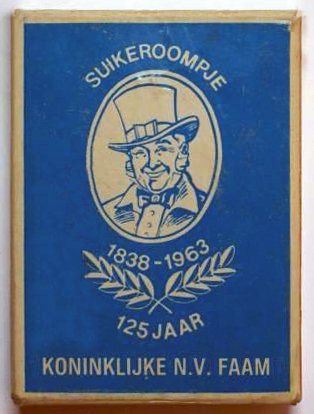 SUIKEROOMPJE
1838-1963
125 JAAR
KONINKLIJKE N.V. FAAM